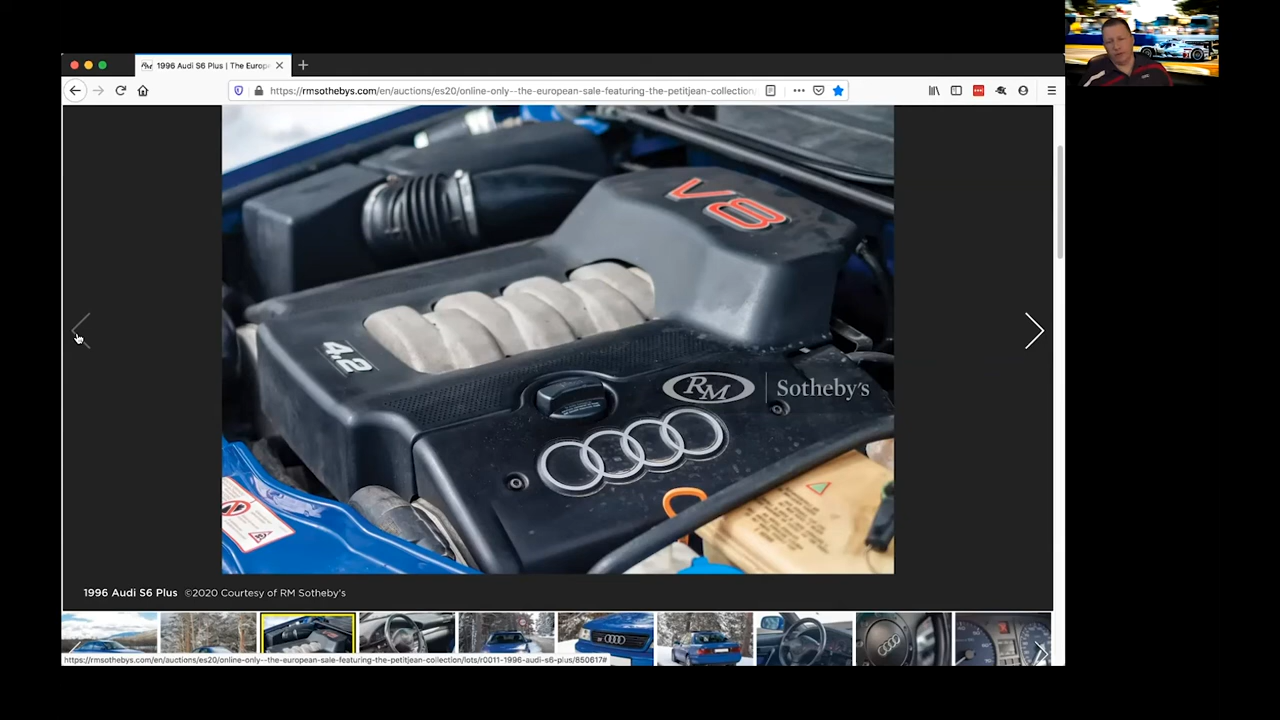 1996 Audi S6 Plus | The Europe
https://rmsothebys.com/en/auctions/es20/online-only--the-european-sale-featuring-the-petitjean-collection
V8
4.2
RM | Sotheby's
1996 Audi S6 Plus ©2020 Courtesy of RM Sotheby's
https://rmsothebys.com/en/auctions/es20/online-only--the-european-sale-featuring-the-petitjean-collection/lots/r0011-1996-audi-s6-plus/850617#